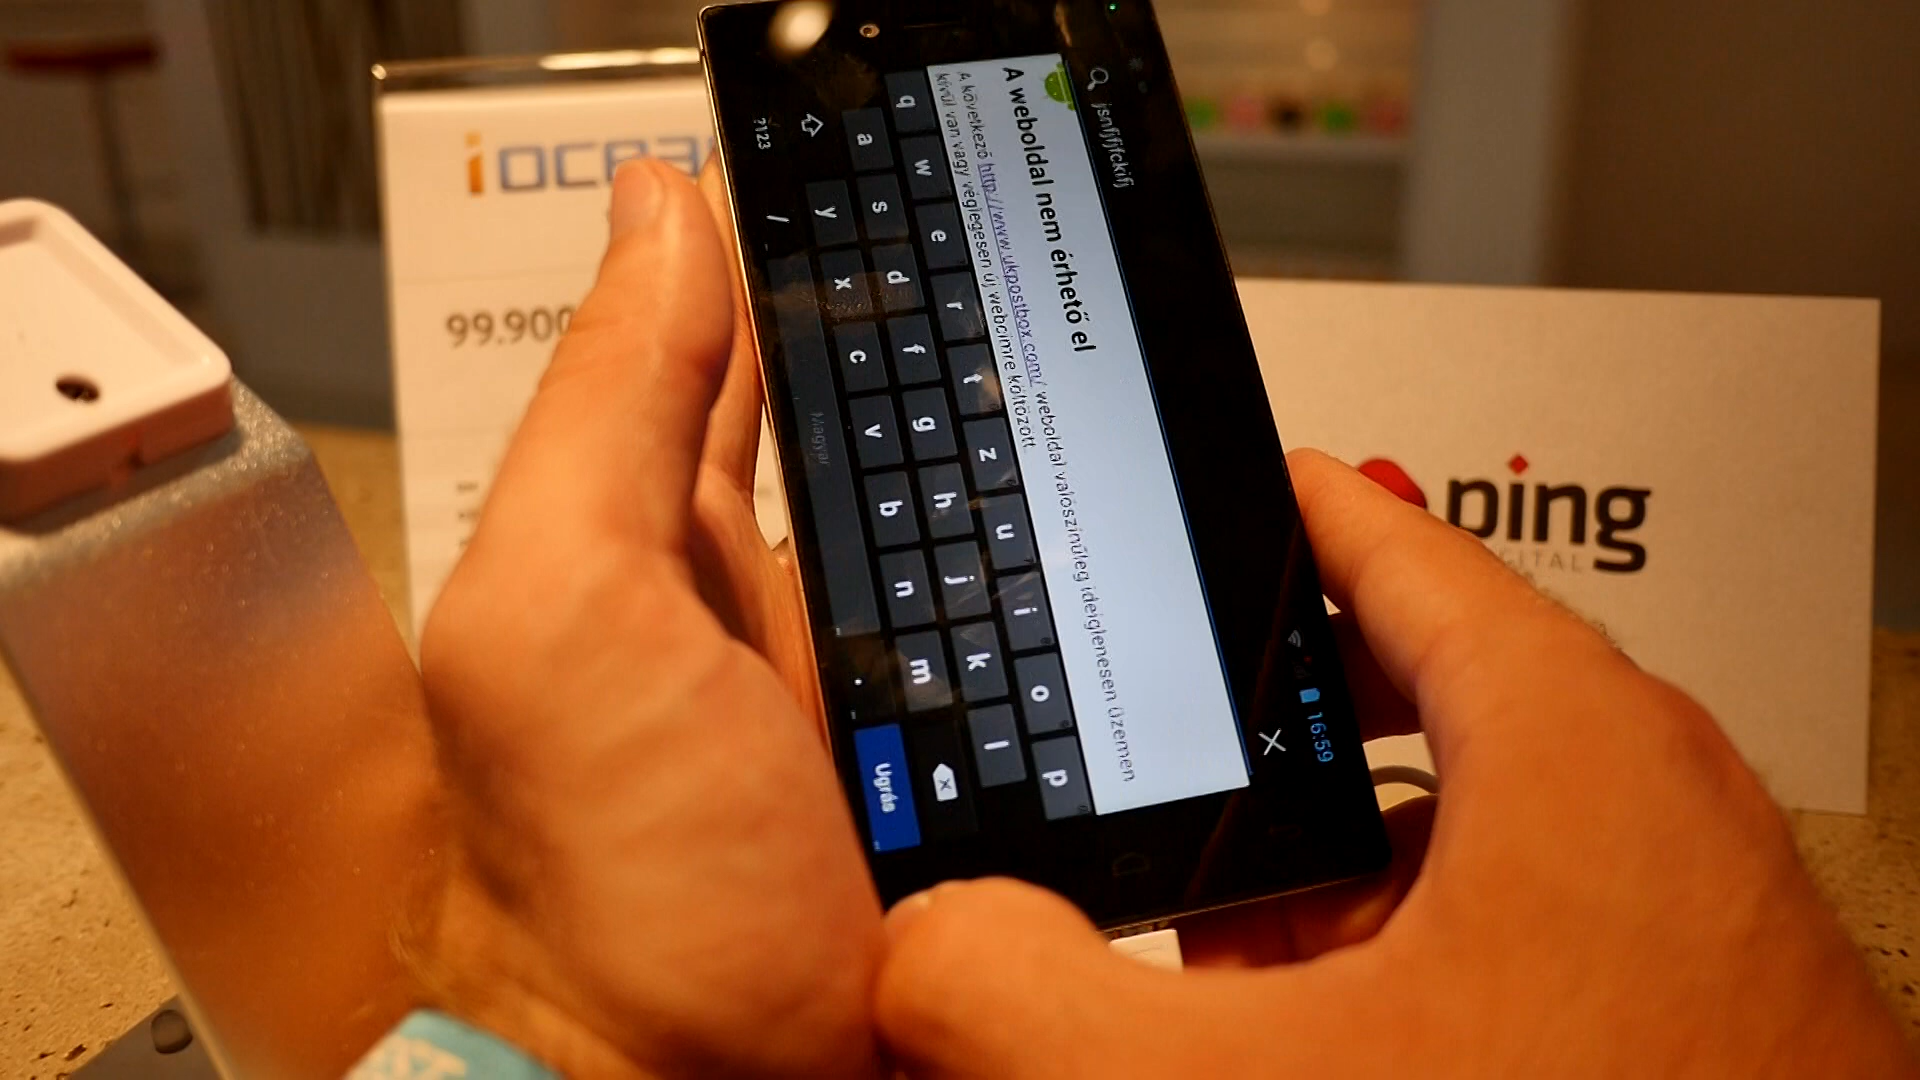 iocea
99.900
ping
16:59
jsnfjfjfckifj
A weboldal nem érhető el
A következő http://www.ukpostbox.com/ weboldal valószínűleg ideiglenesen üzemen
kívül van vagy véglegesen új webcímre költözött.
q w e r t z u i o p
a s d f g h j k l
y x c v b n m
?123 / Magyar . Ugrás